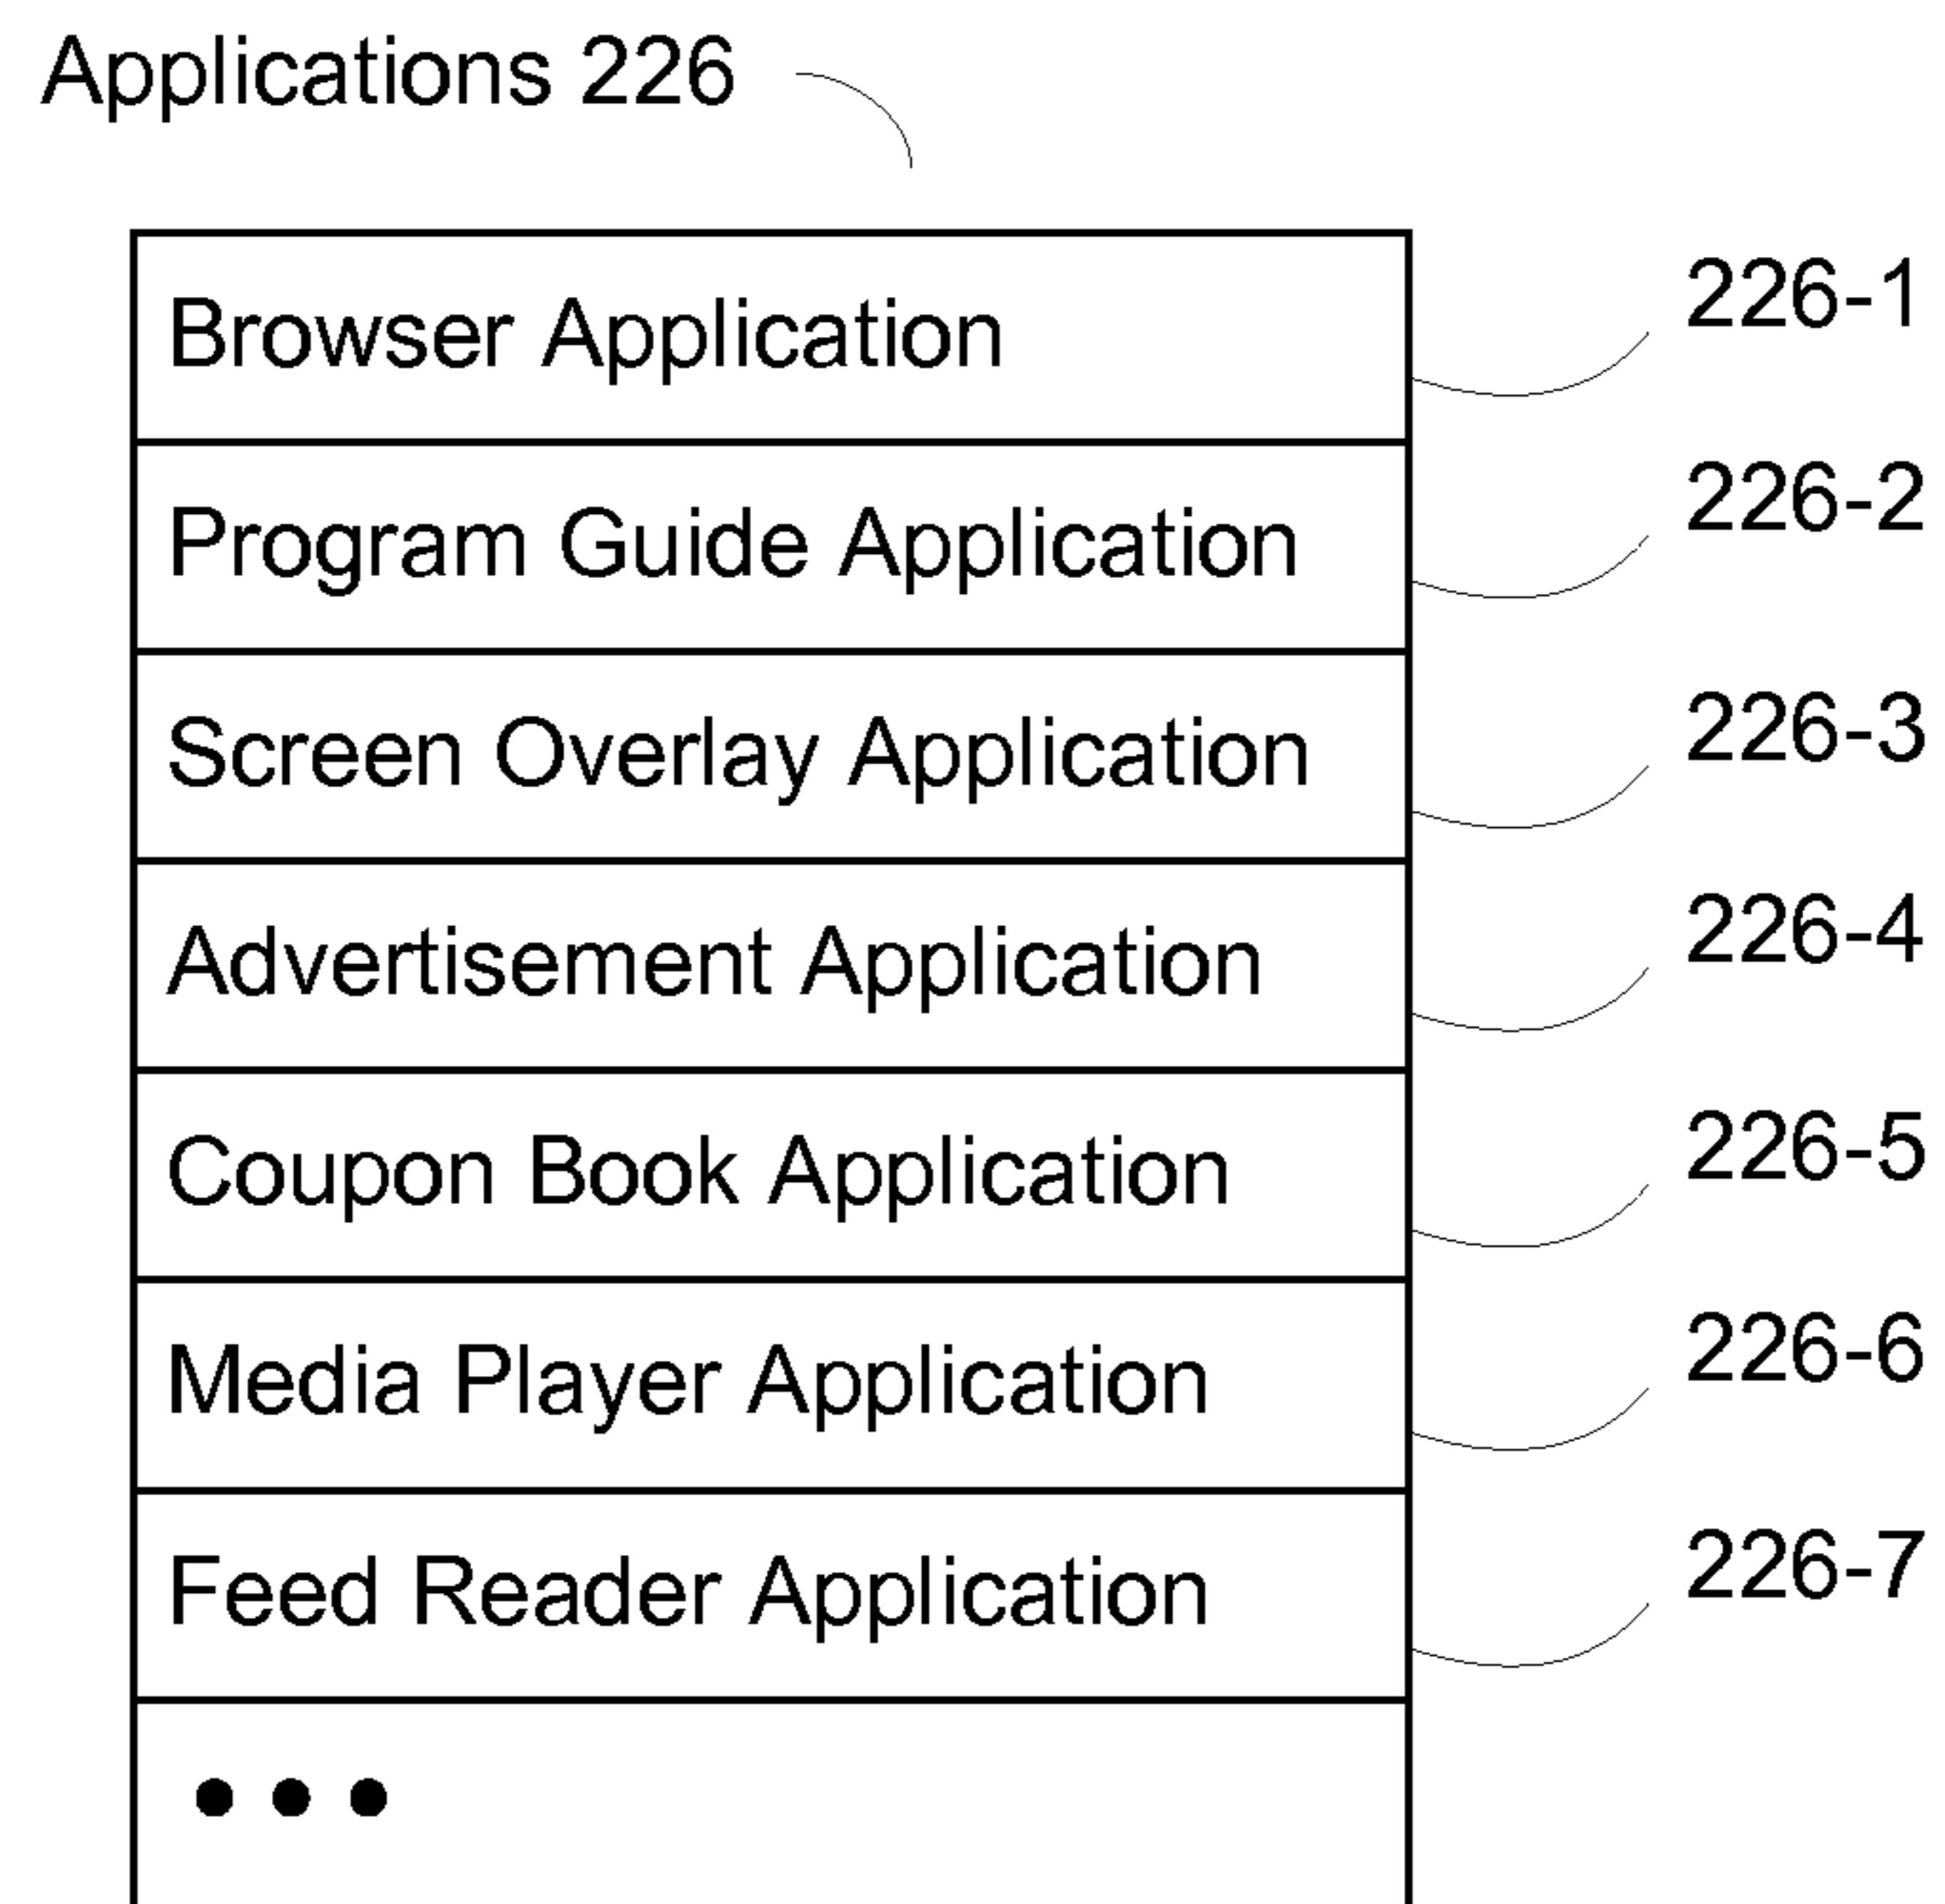 Applications 226
Browser Application 226-1
Program Guide Application 226-2
Screen Overlay Application 226-3
Advertisement Application 226-4
Coupon Book Application 226-5
Media Player Application 226-6
Feed Reader Application 226-7
• • •